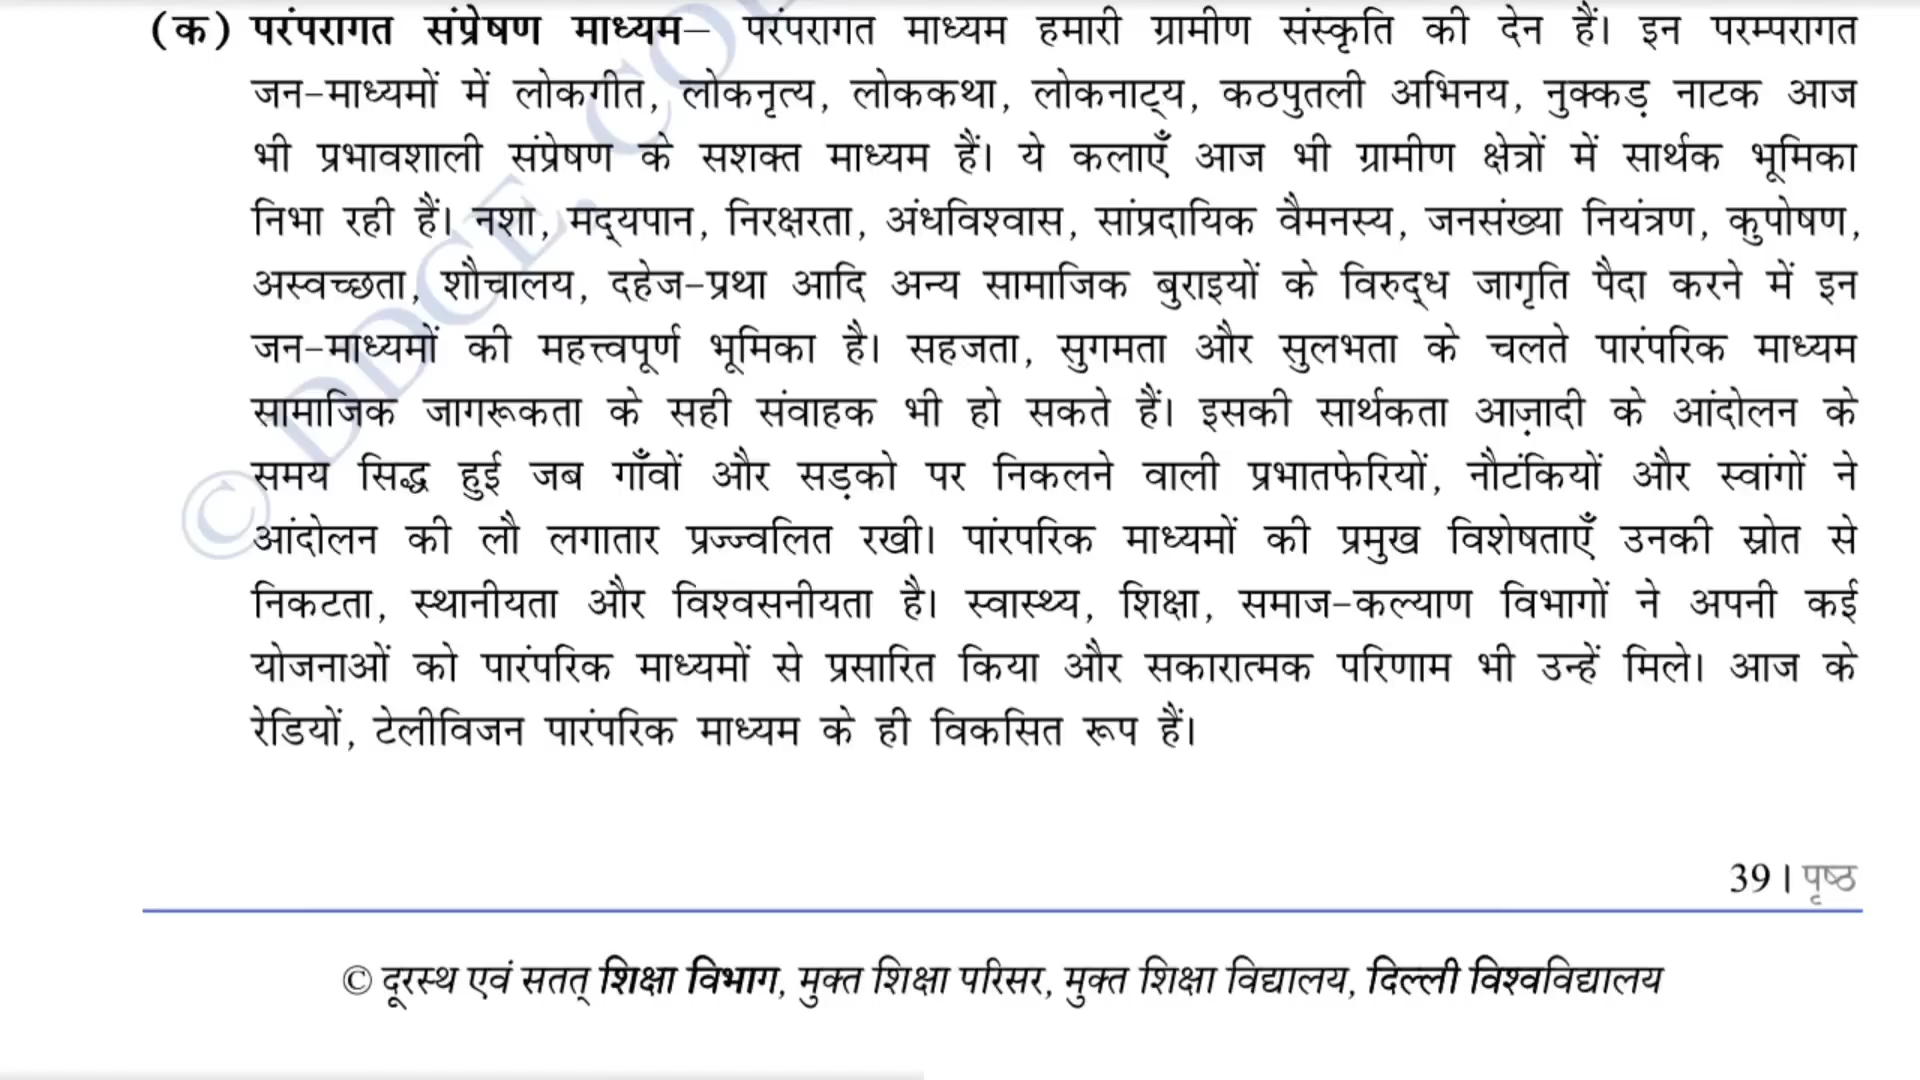 (क) परंपरागत संप्रेषण माध्यम– परंपरागत माध्यम हमारी ग्रामीण संस्कृति की देन हैं। इन परम्परागत
जन-माध्यमों में लोकगीत, लोकनृत्य, लोककथा, लोकनाट्य, कठपुतली अभिनय, नुक्कड़ नाटक आज
भी प्रभावशाली संप्रेषण के सशक्त माध्यम हैं। ये कलाएँ आज भी ग्रामीण क्षेत्रों में सार्थक भूमिका
निभा रही हैं। नशा, मद्यपान, निरक्षरता, अंधविश्वास, सांप्रदायिक वैमनस्य, जनसंख्या नियंत्रण, कुपोषण,
अस्वच्छता, शौचालय, दहेज-प्रथा आदि अन्य सामाजिक बुराइयों के विरुद्ध जागृति पैदा करने में इन
जन-माध्यमों की महत्त्वपूर्ण भूमिका है। सहजता, सुगमता और सुलभता के चलते पारंपरिक माध्यम
सामाजिक जागरूकता के सही संवाहक भी हो सकते हैं। इसकी सार्थकता आज़ादी के आंदोलन के
समय सिद्ध हुई जब गाँवों और सड़को पर निकलने वाली प्रभातफेरियों, नौटंकियों और स्वांगों ने
आंदोलन की लौ लगातार प्रज्ज्वलित रखी। पारंपरिक माध्यमों की प्रमुख विशेषताएँ उनकी स्रोत से
निकटता, स्थानीयता और विश्वसनीयता है। स्वास्थ्य, शिक्षा, समाज-कल्याण विभागों ने अपनी कई
योजनाओं को पारंपरिक माध्यमों से प्रसारित किया और सकारात्मक परिणाम भी उन्हें मिले। आज के
रेडियों, टेलीविजन पारंपरिक माध्यम के ही विकसित रूप हैं।
© DDCE, CO
39 | पृष्ठ
© दूरस्थ एवं सतत् शिक्षा विभाग, मुक्त शिक्षा परिसर, मुक्त शिक्षा विद्यालय, दिल्ली विश्वविद्यालय